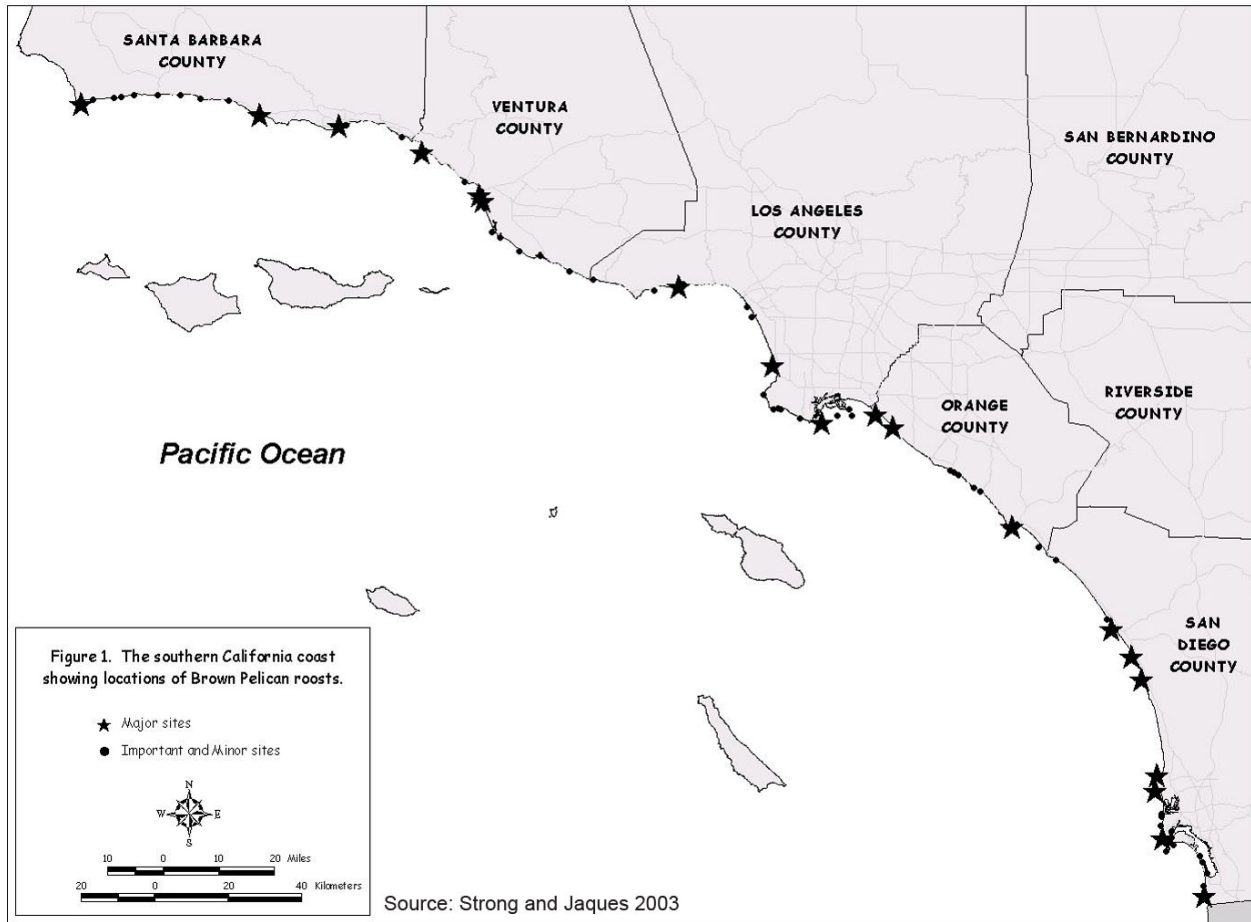 SANTA BARBARA
COUNTY
VENTURA
COUNTY
SAN BERNARDINO
COUNTY
LOS ANGELES
COUNTY
RIVERSIDE
COUNTY
ORANGE
COUNTY
Pacific Ocean
SAN
DIEGO
COUNTY
Figure 1. The southern California coast
showing locations of Brown Pelican roosts.
Major sites
Important and Minor sites
N
W E
S
10 0 10 20 Miles
20 0 20 40 Kilometers
Source: Strong and Jaques 2003